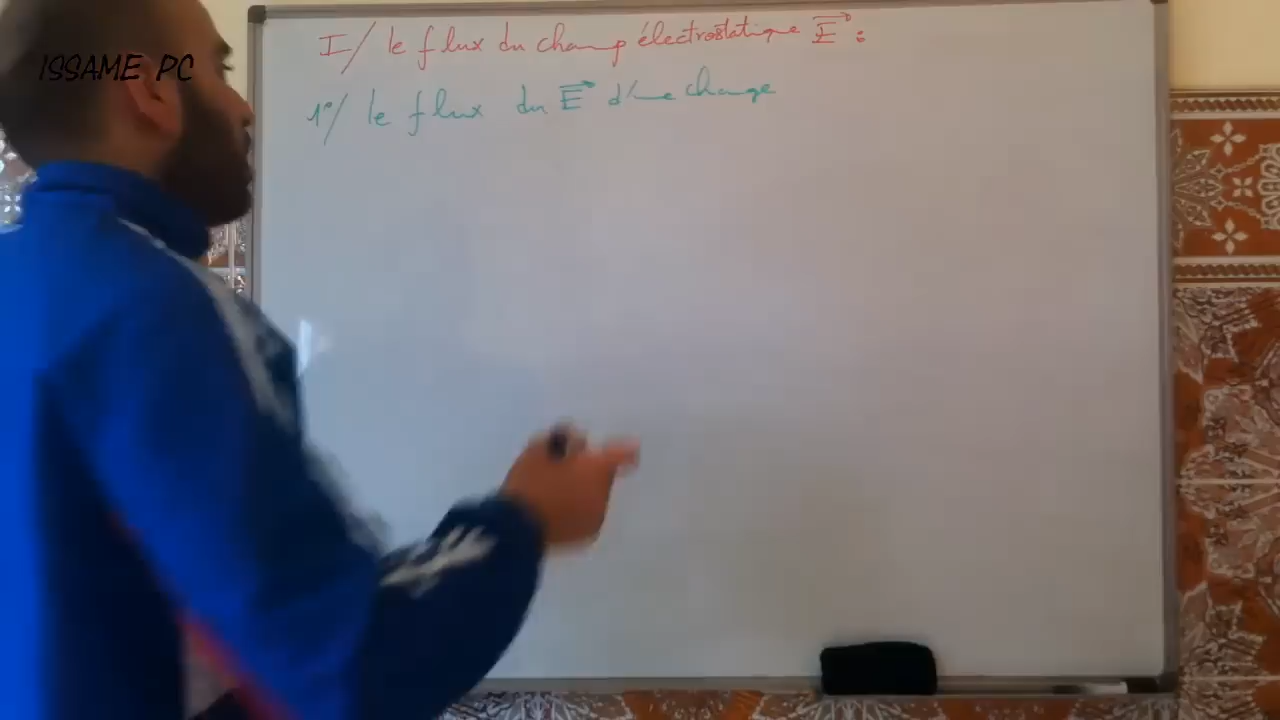 ISSAME PC
I/ le flux du champ électrostatique E⃗ :
1°/ le flux du E⃗ d'une charge